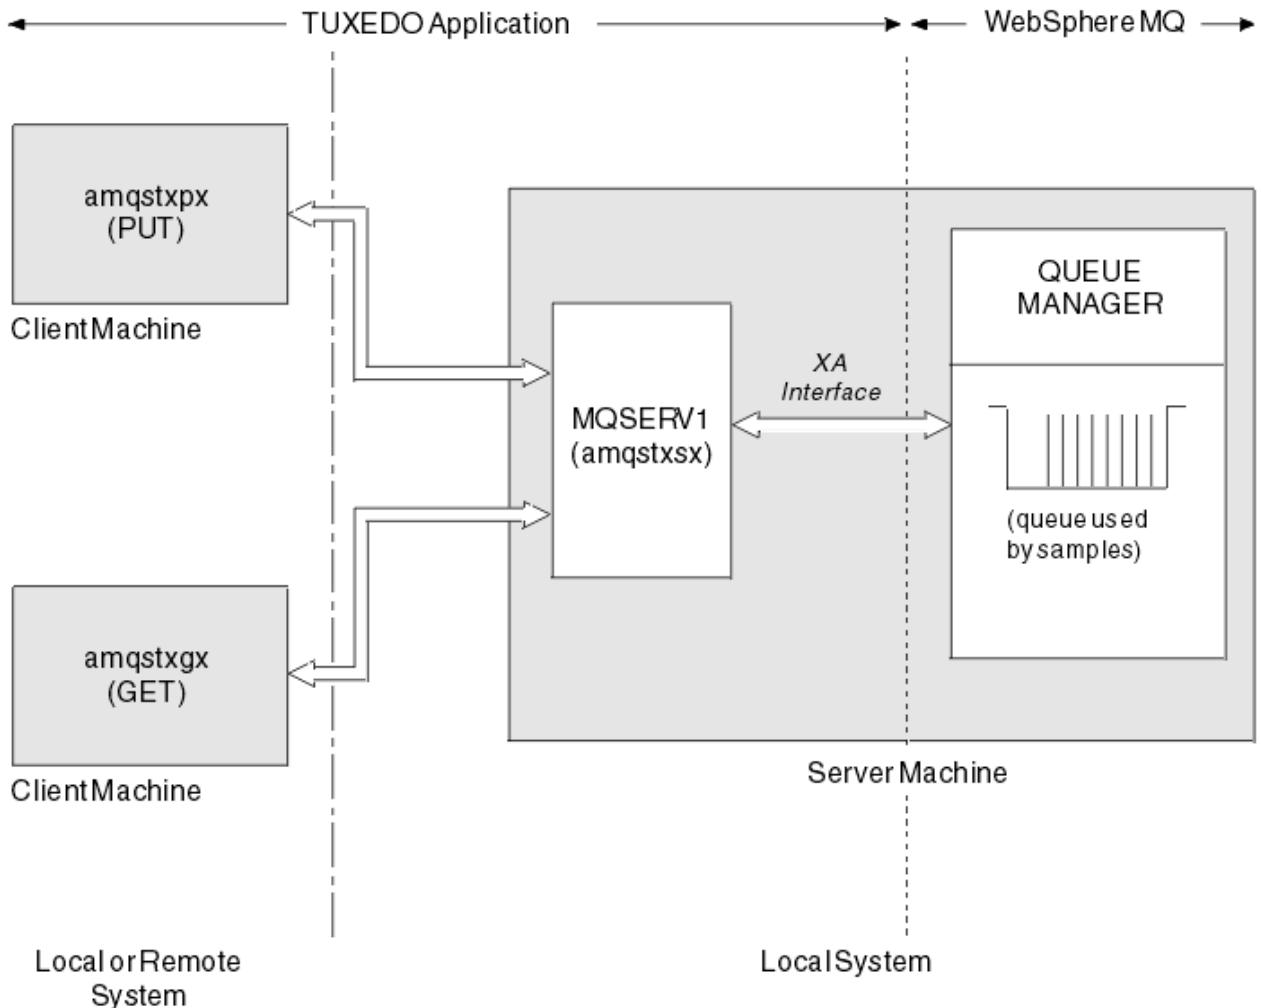 TUXEDO Application
WebSphere MQ
amqstxpx
(PUT)
Client Machine
QUEUE
MANAGER
XA
Interface
MQSERV1
(amqstxsx)
(queue used
by samples)
amqstxgx
(GET)
Client Machine
Server Machine
Local or Remote
System
Local System